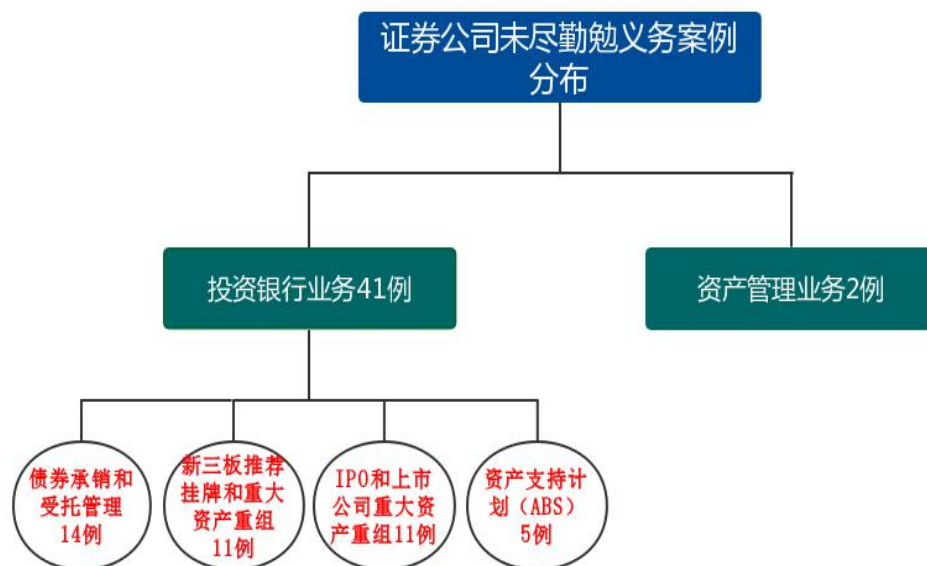 证券公司未尽勤勉义务案例
分布
投资银行业务41例
资产管理业务2例
债券承销和
受托管理
14例
新三板推荐
挂牌和重大
资产重组
11例
IPO和上市
公司重大资
产重组11例
资产支持计
划（ABS）
5例